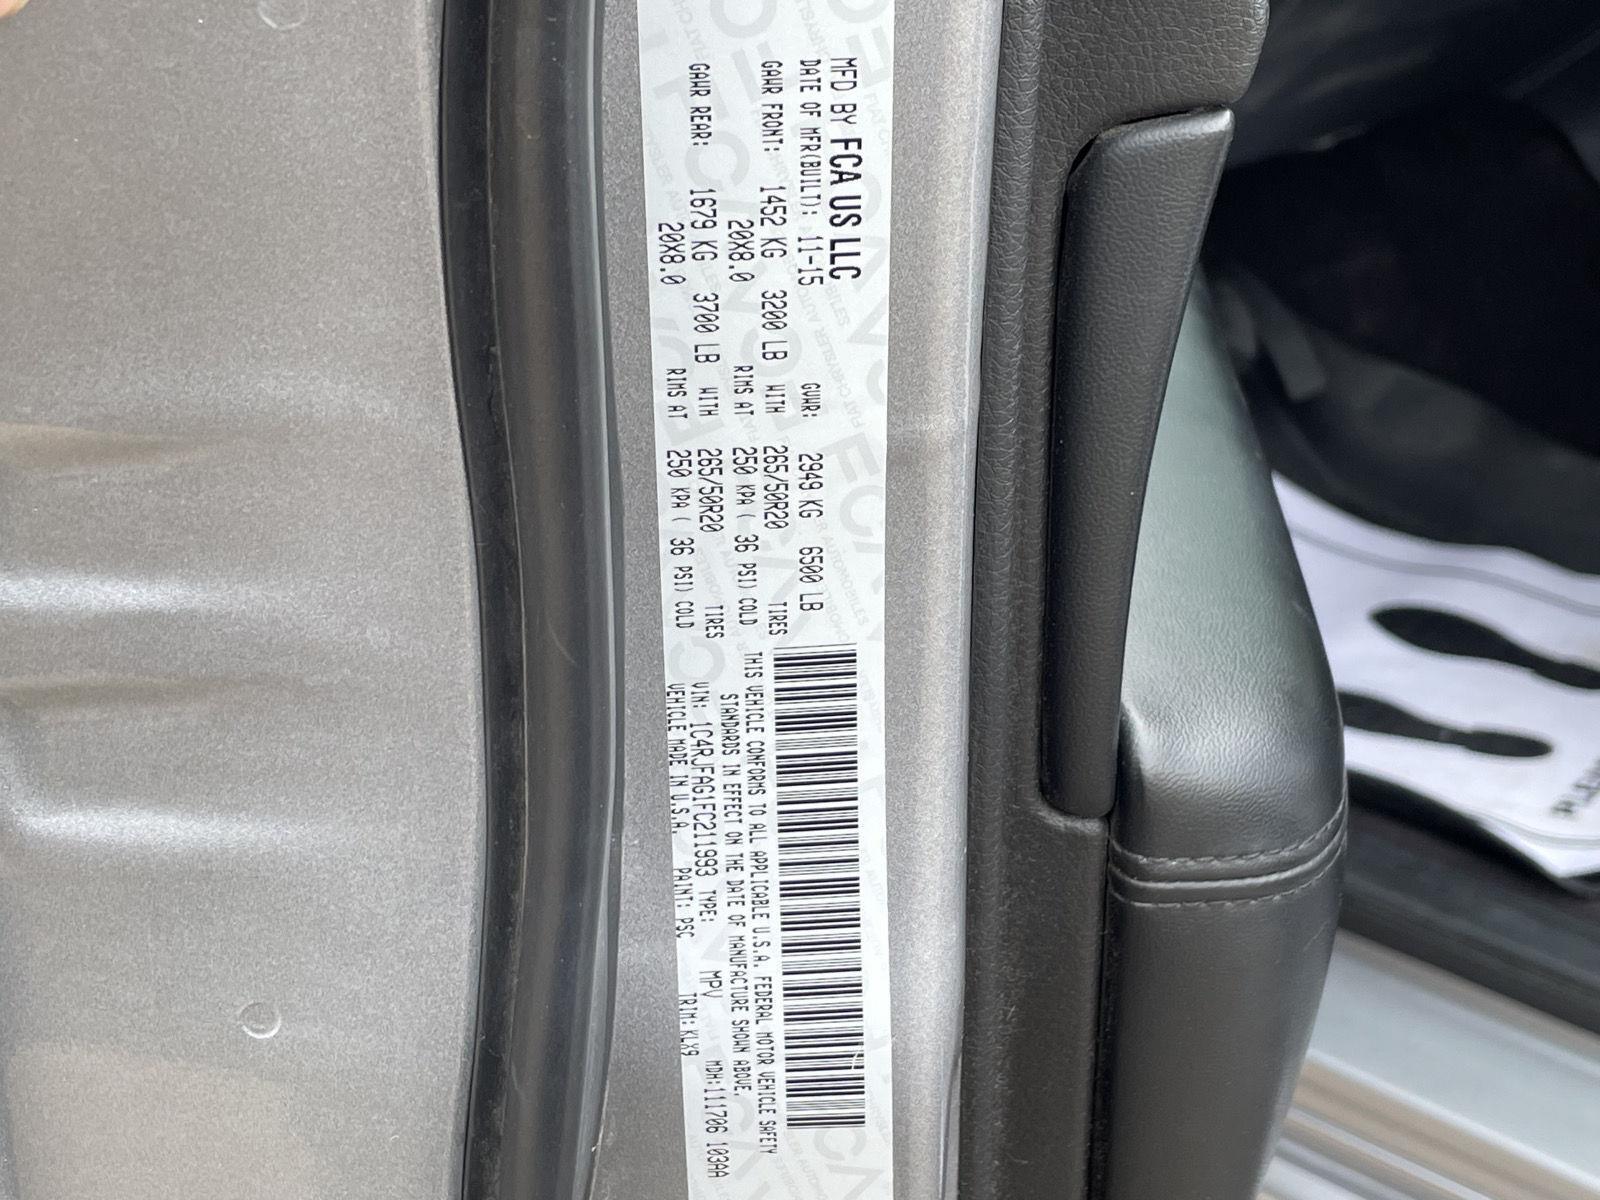 MFD BY FCA US LLC
DATE OF MFR(BUILT): 11-15 GVWR: 2949 KG 6500 LB
GAWR FRONT: 1452 KG 3200 LB WITH 265/50R20 TIRES
20X8.0 RIMS AT 250 KPA ( 36 PSI) COLD
GAWR REAR: 1679 KG 3700 LB WITH 265/50R20 TIRES
20X8.0 RIMS AT 250 KPA ( 36 PSI) COLD
THIS VEHICLE CONFORMS TO ALL APPLICABLE U.S.A. FEDERAL MOTOR VEHICLE SAFETY
STANDARDS IN EFFECT ON THE DATE OF MANUFACTURE SHOWN ABOVE.
VIN: 1C4RJFAG1FC211993 TYPE: MPV MDH:111706 103AA
VEHICLE MADE IN U.S.A. PAINT: PSC TRIM:KLX9